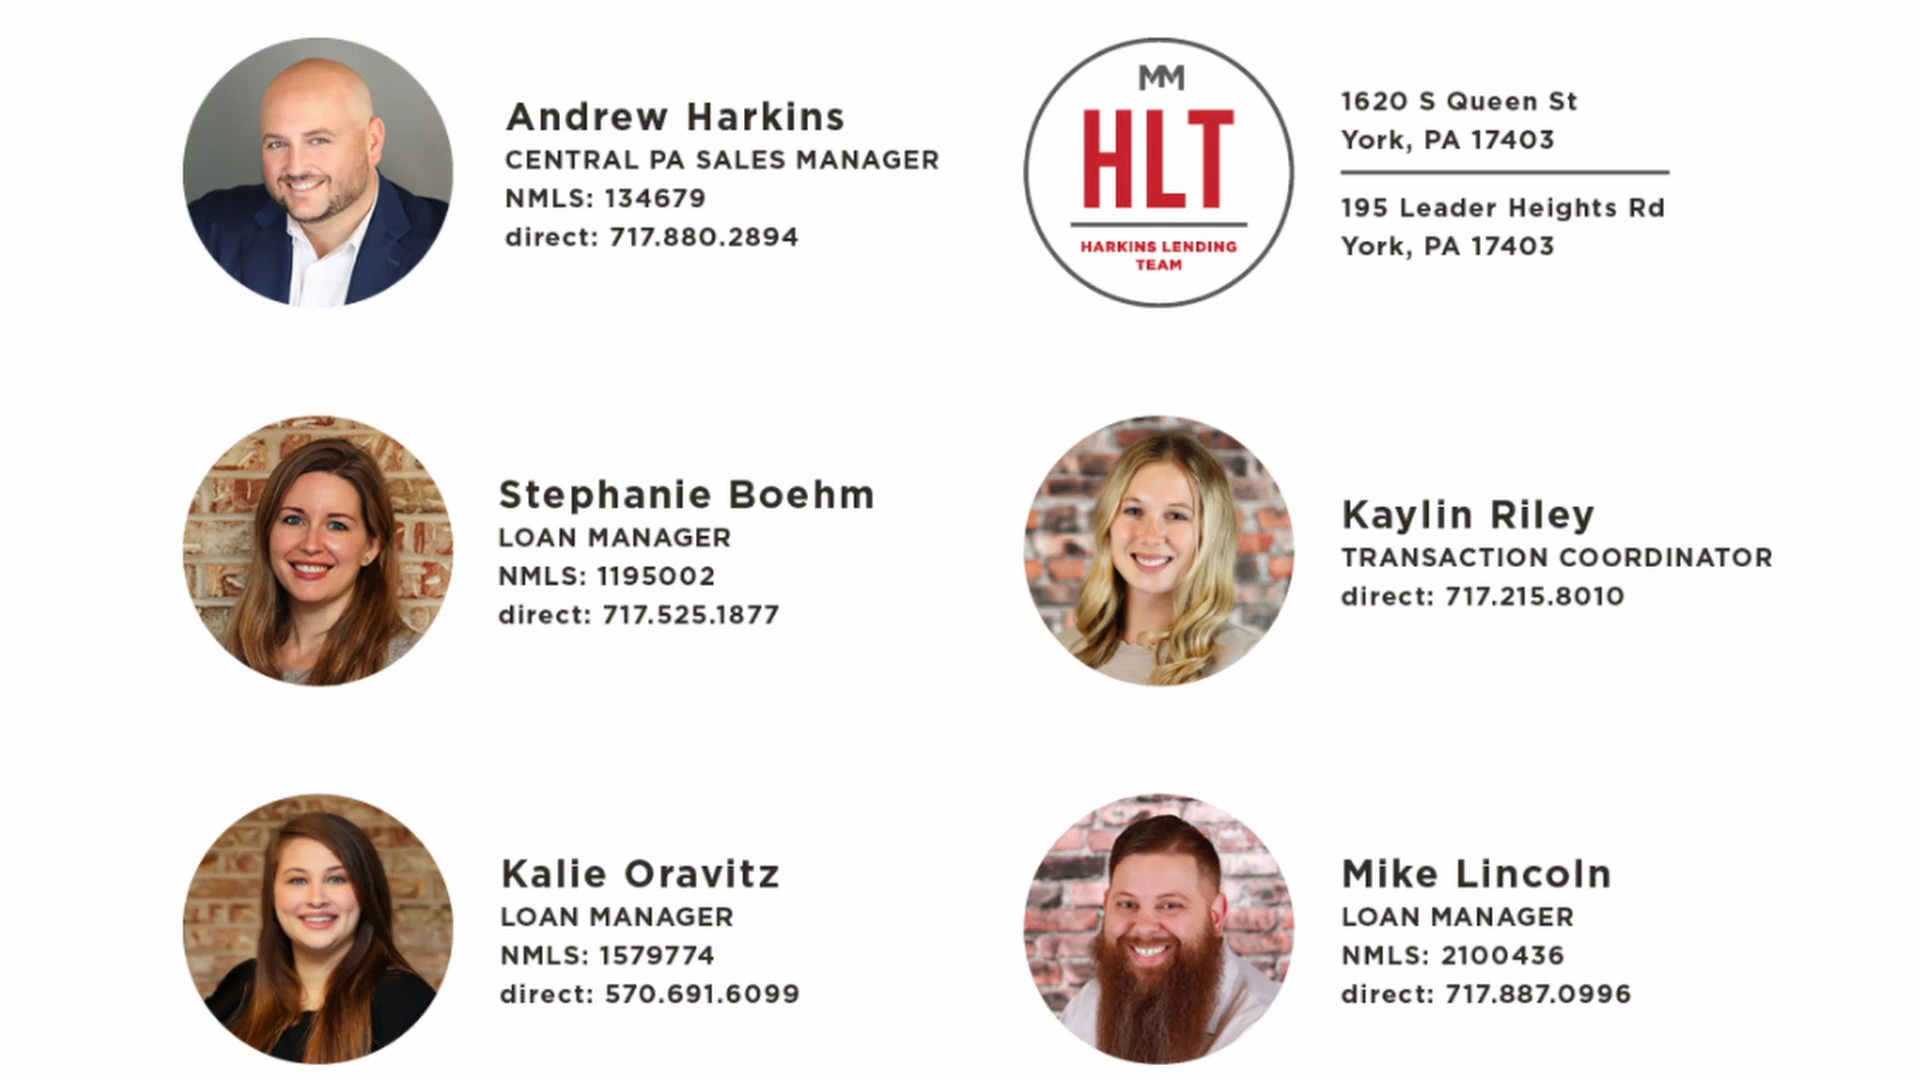 Andrew Harkins
CENTRAL PA SALES MANAGER
NMLS: 134679
direct: 717.880.2894
MM
HLT
HARKINS LENDING
TEAM
1620 S Queen St
York, PA 17403
195 Leader Heights Rd
York, PA 17403
Stephanie Boehm
LOAN MANAGER
NMLS: 1195002
direct: 717.525.1877
Kaylin Riley
TRANSACTION COORDINATOR
direct: 717.215.8010
Kalie Oravitz
LOAN MANAGER
NMLS: 1579774
direct: 570.691.6099
Mike Lincoln
LOAN MANAGER
NMLS: 2100436
direct: 717.887.0996